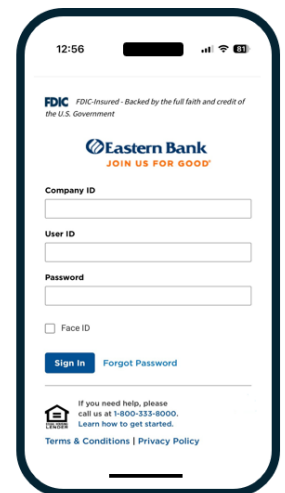 12:56
81
FDIC FDIC-Insured - Backed by the full faith and credit of
the U.S. Government
Eastern Bank
JOIN US FOR GOOD®
Company ID
User ID
Password
Face ID
Sign In Forgot Password
If you need help, please
call us at 1-800-333-8000.
Learn how to get started.
Terms & Conditions | Privacy Policy